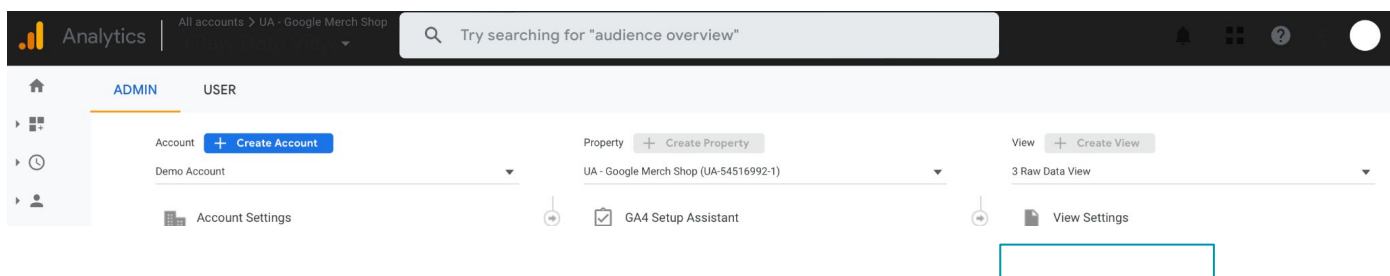 All accounts > UA - Google Merch Shop
Analytics
Try searching for "audience overview"
ADMIN USER
Account + Create Account
Property + Create Property
View + Create View
Demo Account
UA - Google Merch Shop (UA-54516992-1)
3 Raw Data View
Account Settings
GA4 Setup Assistant
View Settings